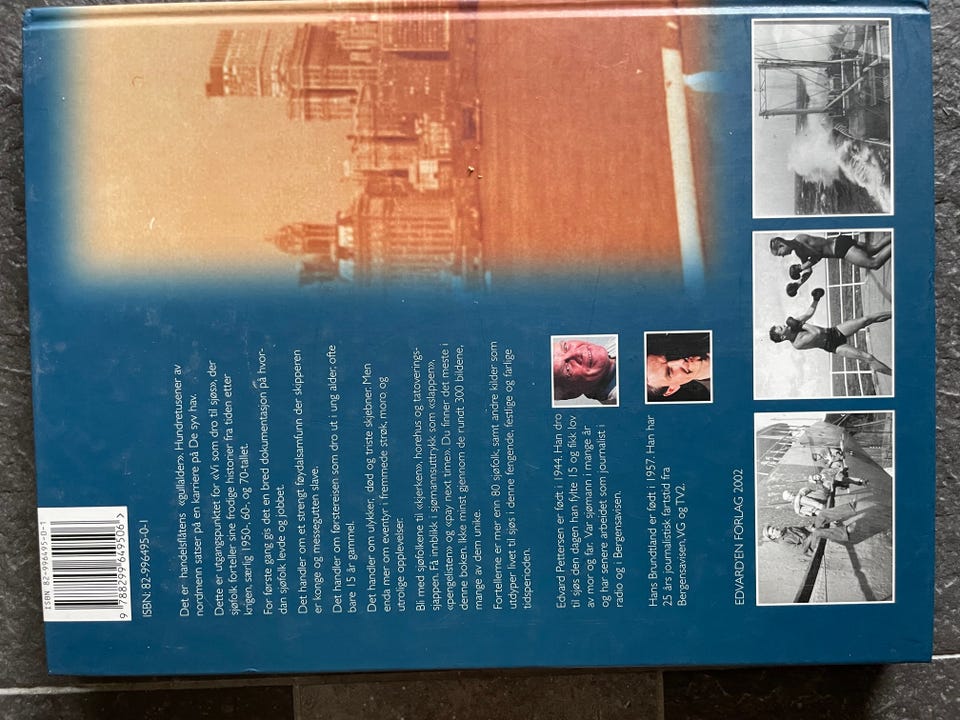 ISBN 82-996495-0-1
9 788299 649506 >
ISBN: 82-996495-0-1
Det er handelsflåtens «gullalder». Hundretusener av
nordmenn satser på en karriere på De syv hav.
Dette er utgangspunktet for «Vi som dro til sjøs», der
sjøfolk forteller sine frodige historier fra tiden etter
krigen, særlig 1950-, 60- og 70-tallet.
For første gang gis det en bred dokumentasjon på hvor-
dan sjøfolk levde og jobbet.
Det handler om et strengt føydalsamfunn der skipperen
er konge og messegutten slave.
Det handler om førstereisen som dro ut i ung alder, ofte
bare 15 år gammel.
Det handler om ulykker, død og triste skjebner. Men
enda mer om eventyr i fremmede strøk, moro og
utrolige opplevelser.
Bli med sjøfolkene til «kjerken», horehus og tatoverings-
sjappen. Få innblikk i sjømannsuttrykk som «slappen»,
«pengelisten» og «pay next time». Du finner det meste i
denne boken. Ikke minst gjennom de rundt 300 bildene,
mange av dem unike.
Fortellerne er mer enn 80 sjøfolk, samt andre kilder som
utdyper livet til sjøs i denne fengende, festlige og farlige
tidsperioden.
Edvard Pettersen er født i 1944. Han dro
til sjøs den dagen han fylte 15 og fikk lov
av mor og far. Var sjømann i mange år
og har senere arbeidet som journalist i
radio og i Bergensavisen.
Hans Brundtland er født i 1957. Han har
25 års journalistisk fartstid fra
Bergensavisen, VG og TV2.
EDVARD'EN FORLAG 2002